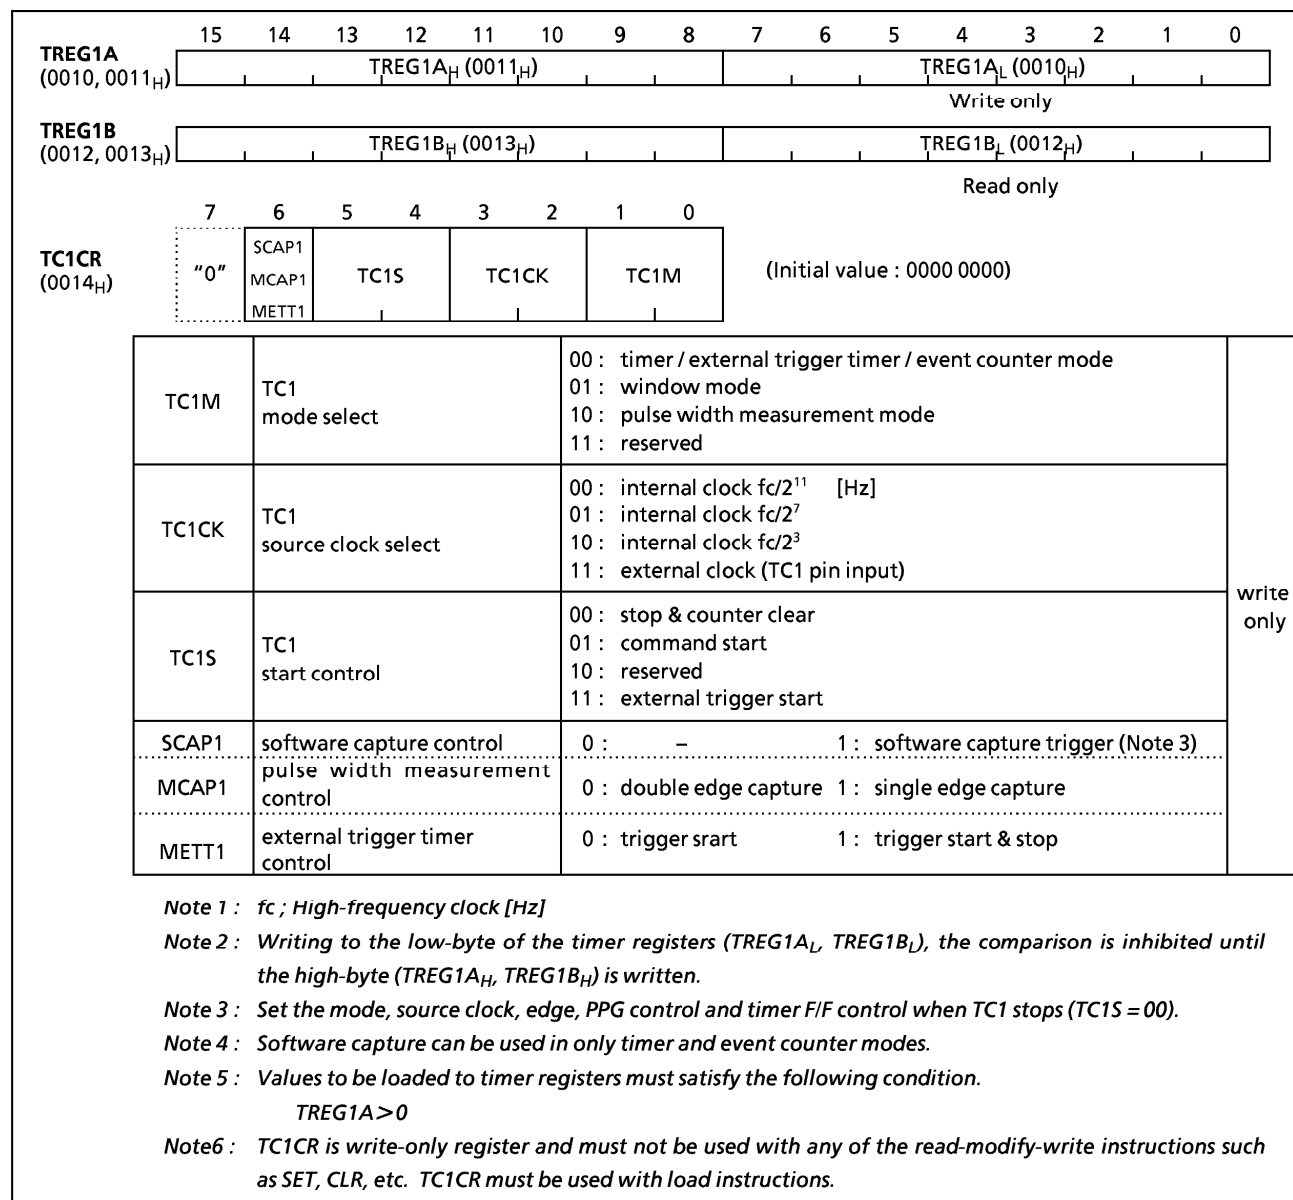 15 14 13 12 11 10 9 8 7 6 5 4 3 2 1 0
TREG1A
(0010, 0011H)
TREG1AH (0011H) TREG1AL (0010H)
Write only
TREG1B
(0012, 0013H)
TREG1BH (0013H) TREG1BL (0012H)
Read only
7 6 5 4 3 2 1 0
TC1CR
(0014H)
“0”
SCAP1
MCAP1
METT1
TC1S TC1CK TC1M
(Initial value : 0000 0000)
TC1M
TC1
mode select
00 : timer / external trigger timer / event counter mode
01 : window mode
10 : pulse width measurement mode
11 : reserved
TC1CK
TC1
source clock select
00 : internal clock fc/2¹¹ [Hz]
01 : internal clock fc/2⁷
10 : internal clock fc/2³
11 : external clock (TC1 pin input)
TC1S
TC1
start control
00 : stop & counter clear
01 : command start
10 : reserved
11 : external trigger start
write
only
SCAP1 software capture control 0 : – 1 : software capture trigger (Note 3)
MCAP1
pulse width measurement
control
0 : double edge capture 1 : single edge capture
METT1
external trigger timer
control
0 : trigger srart 1 : trigger start & stop
Note 1 : fc ; High-frequency clock [Hz]
Note 2 : Writing to the low-byte of the timer registers (TREG1AL, TREG1BL), the comparison is inhibited until
the high-byte (TREG1AH, TREG1BH) is written.
Note 3 : Set the mode, source clock, edge, PPG control and timer F/F control when TC1 stops (TC1S = 00).
Note 4 : Software capture can be used in only timer and event counter modes.
Note 5 : Values to be loaded to timer registers must satisfy the following condition.
TREG1A > 0
Note6 : TC1CR is write-only register and must not be used with any of the read-modify-write instructions such
as SET, CLR, etc. TC1CR must be used with load instructions.